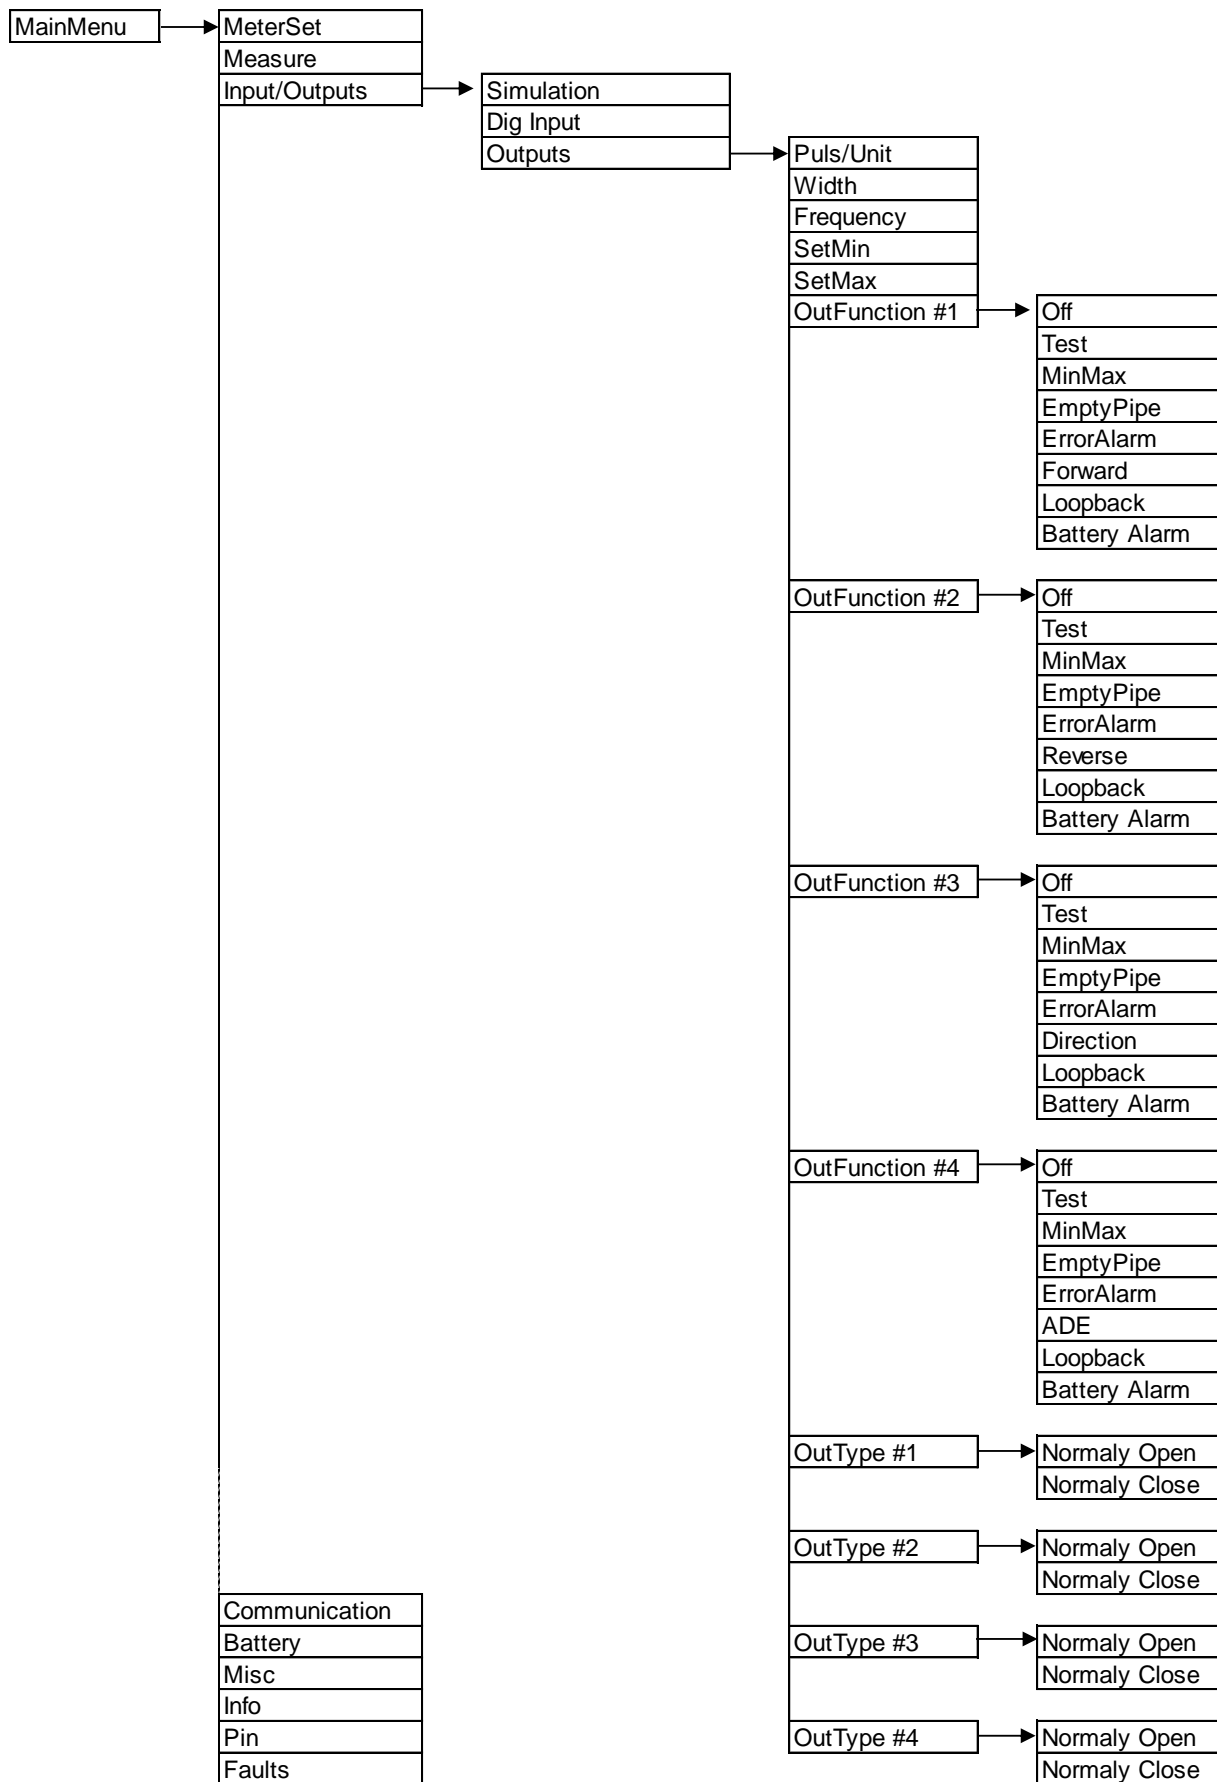 MainMenu
MeterSet
Measure
Input/Outputs
Simulation
Dig Input
Outputs
Puls/Unit
Width
Frequency
SetMin
SetMax
OutFunction #1
Off
Test
MinMax
EmptyPipe
ErrorAlarm
Forward
Loopback
Battery Alarm
OutFunction #2
Off
Test
MinMax
EmptyPipe
ErrorAlarm
Reverse
Loopback
Battery Alarm
OutFunction #3
Off
Test
MinMax
EmptyPipe
ErrorAlarm
Direction
Loopback
Battery Alarm
OutFunction #4
Off
Test
MinMax
EmptyPipe
ErrorAlarm
ADE
Loopback
Battery Alarm
OutType #1
Normaly Open
Normaly Close
OutType #2
Normaly Open
Normaly Close
OutType #3
Normaly Open
Normaly Close
OutType #4
Normaly Open
Normaly Close
Communication
Battery
Misc
Info
Pin
Faults